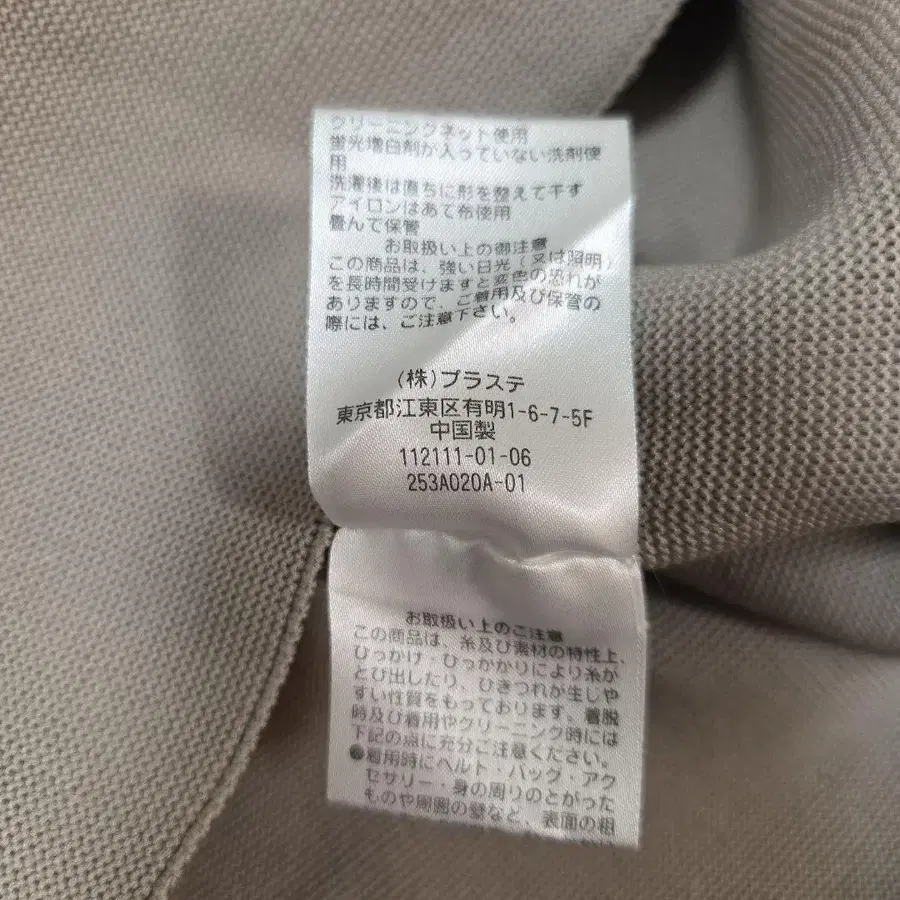 クリーニングネット使用
蛍光増白剤が入っていない洗剤使
用
洗濯後は直ちに形を整えて干す
アイロンはあて布使用
畳んで保管
お取扱い上の御注意
この商品は、強い日光(又は照明)
を長時間受けますと変色の恐れが
ありますので、ご着用及び保管の
際には、ご注意下さい。
(株)プラステ
東京都江東区有明1-6-7-5F
中国製
112111-01-06
253A020A-01
お取扱い上のご注意
この商品は、糸及び素材の特性上、
ひっかけ・ひっかかりにより糸が
とび出したり、ひきつれが生じや
すい性質をもっております。着脱
時及び着用やクリーニング時には
下記の点に充分ご注意ください。
●着用時にベルト・バッグ・アク
セサリー・身の周りのとがった
ものや周囲の壁など、表面の粗